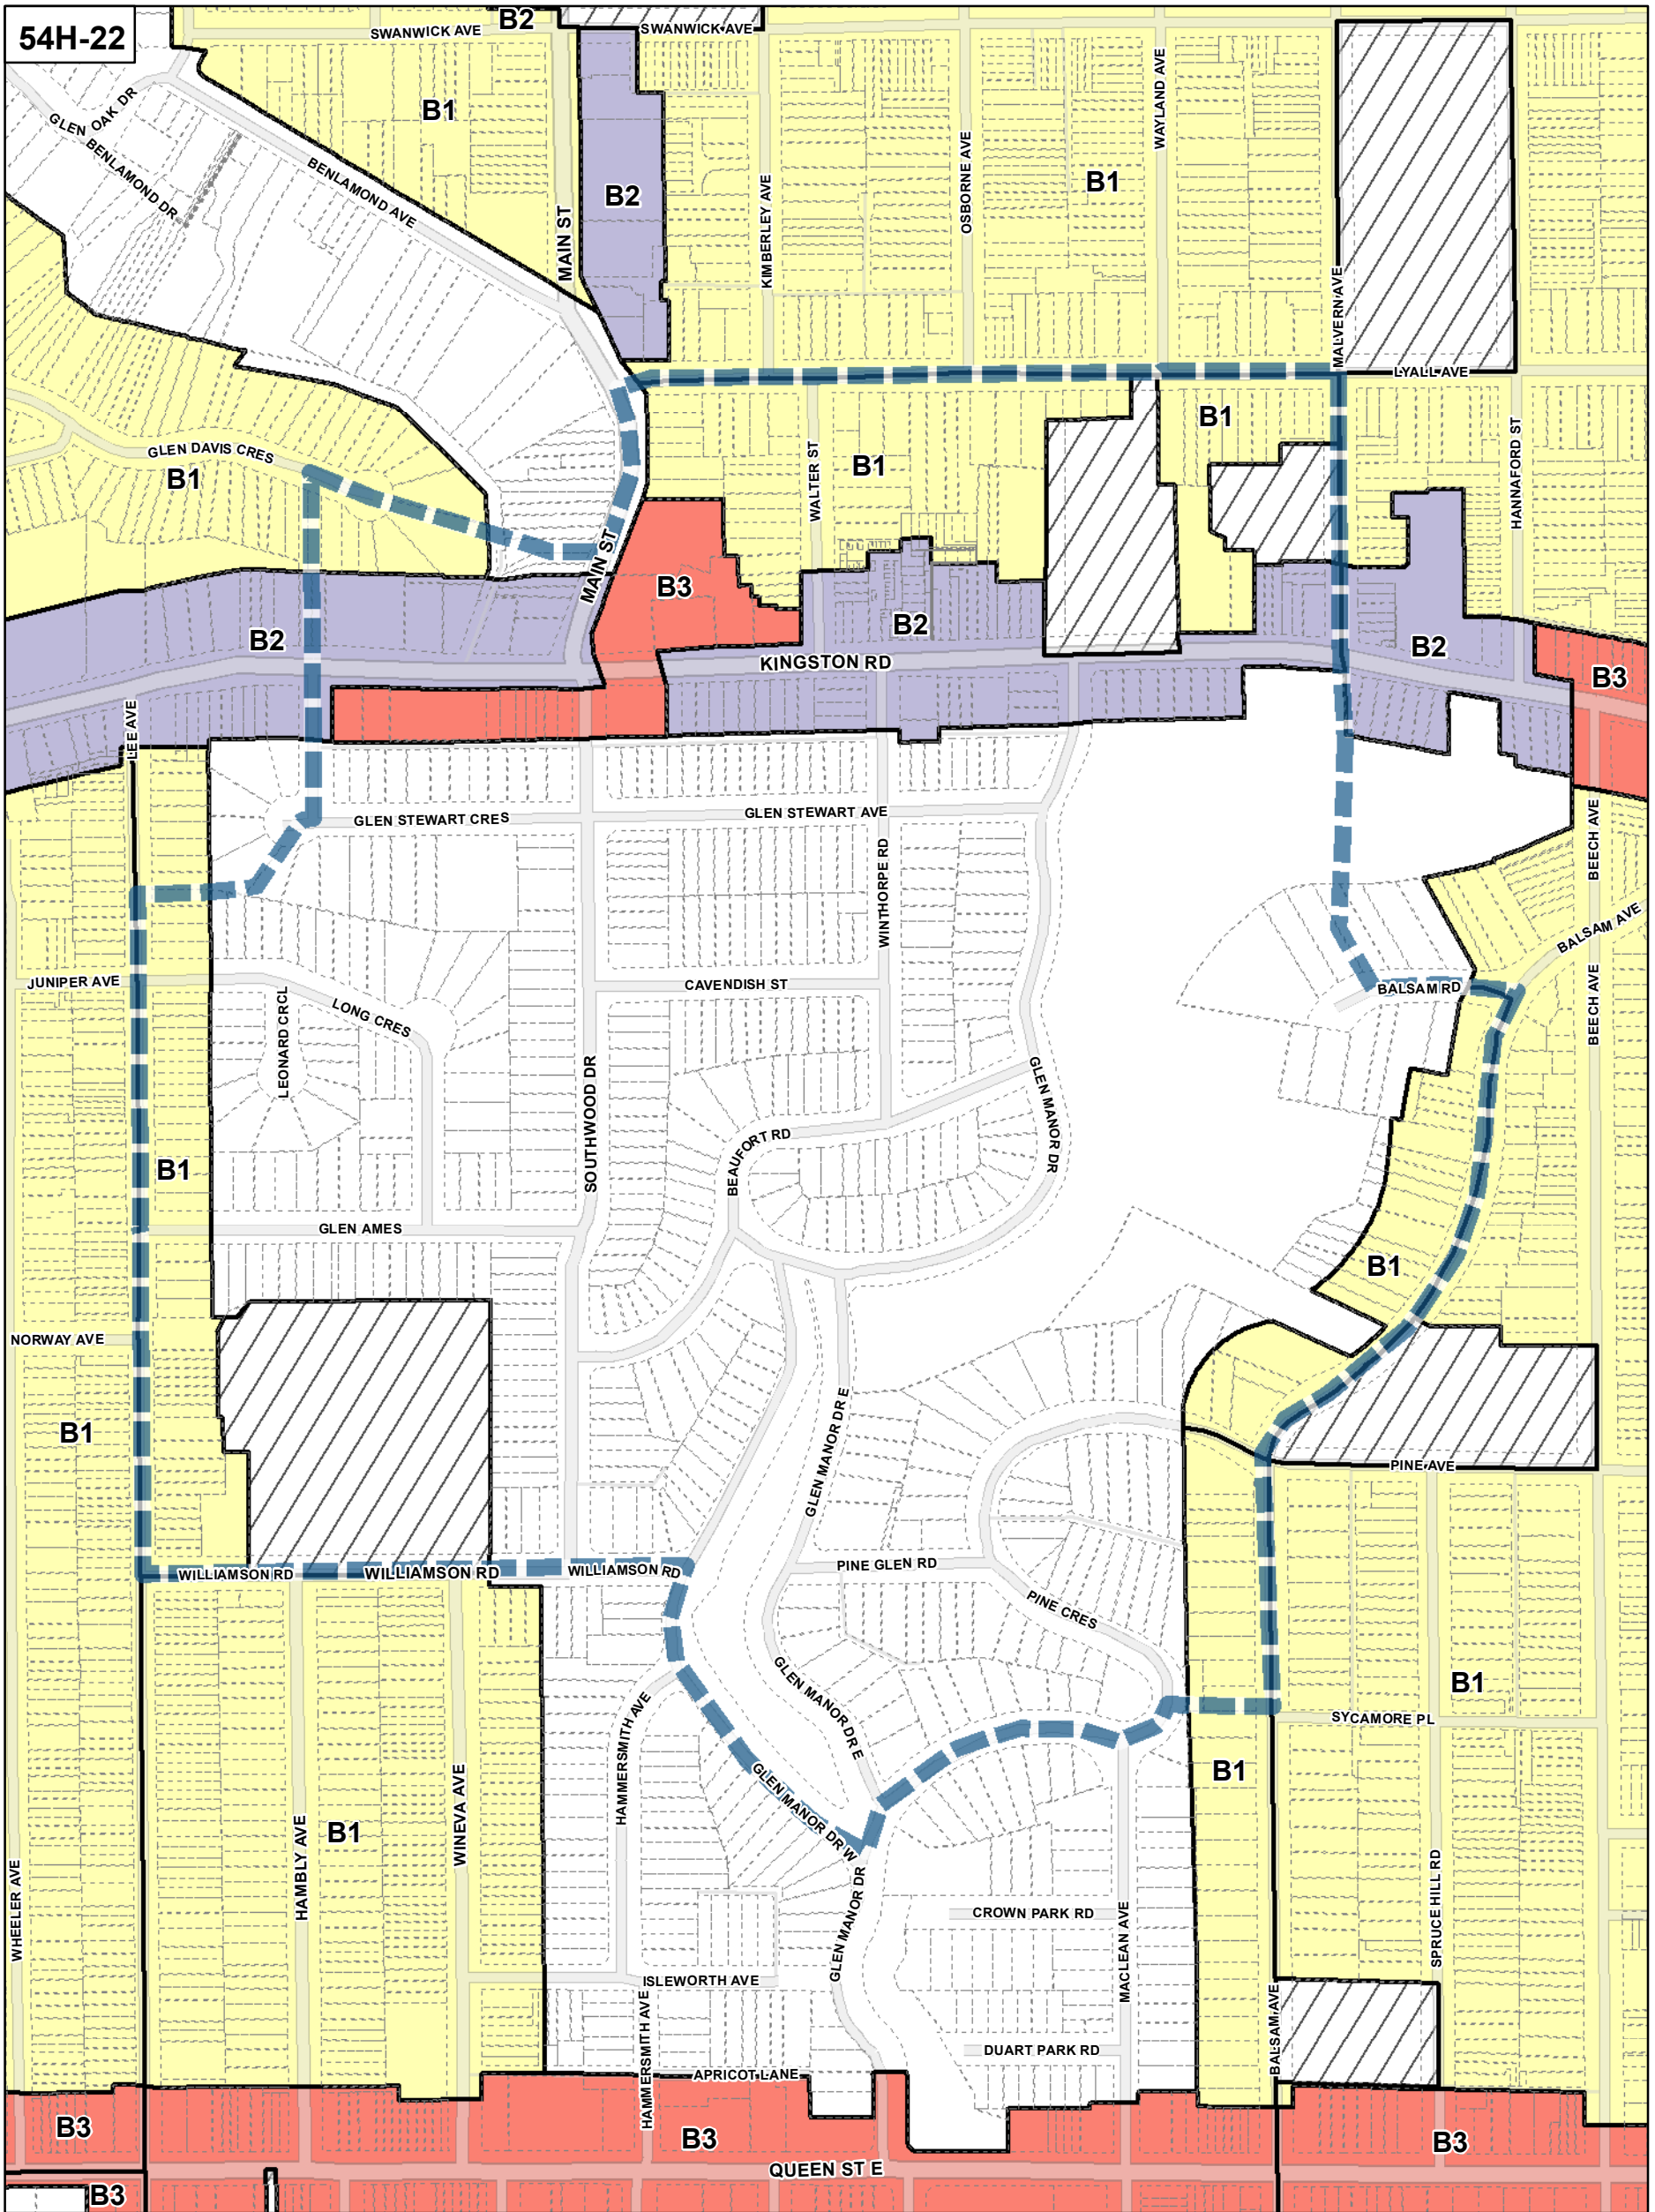 54H-22
B2
SWANWICK AVE
SWANWICK AVE
GLEN OAK DR
BENLAMOND DR
BENLAMOND AVE
B1
MAIN ST
B2
KIMBERLEY AVE
OSBORNE AVE
WAYLAND AVE
B1
MALVERN AVE
LYALL AVE
GLEN DAVIS CRES
B1
WALTER ST
B1
B1
HANNAFORD ST
MAIN ST
B3
B2
B2
KINGSTON RD
B2
B3
LEE AVE
GLEN STEWART CRES
GLEN STEWART AVE
WINTHORPE RD
BEECH AVE
BALSAM AVE
JUNIPER AVE
LEONARD CRCL
LONG CRES
CAVENDISH ST
BALSAM RD
BEECH AVE
SOUTHWOOD DR
GLEN MANOR DR
BEAUFORT RD
B1
GLEN AMES
B1
NORWAY AVE
B1
GLEN MANOR DR E
PINE AVE
WILLIAMSON RD
WILLIAMSON RD
WILLIAMSON RD
PINE GLEN RD
PINE CRES
GLEN MANOR DR E
HAMMERSMITH AVE
B1
SYCAMORE PL
GLEN MANOR DR W
B1
WHEELER AVE
HAMBLY AVE
B1
WINEVA AVE
GLEN MANOR DR
CROWN PARK RD
MACLEAN AVE
SPRUCE HILL RD
ISLEWORTH AVE
HAMMERSMITH AVE
BALSAM AVE
DUART PARK RD
APRICOT LANE
B3
B3
B3
QUEEN ST E
B3